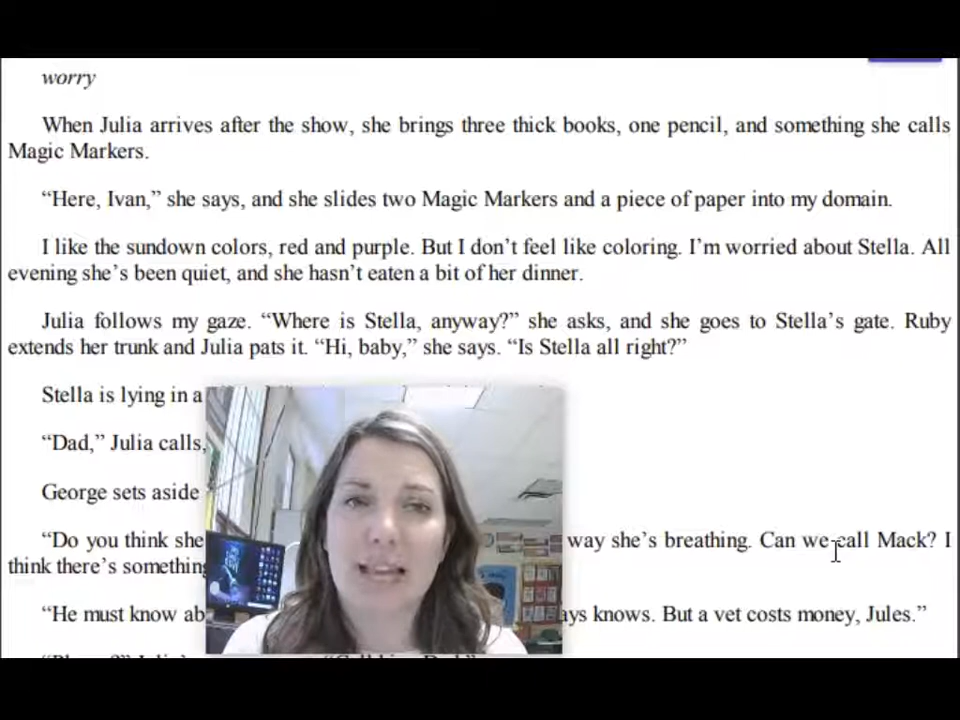 worry
When Julia arrives after the show, she brings three thick books, one pencil, and something she calls
Magic Markers.
“Here, Ivan,” she says, and she slides two Magic Markers and a piece of paper into my domain.
I like the sundown colors, red and purple. But I don’t feel like coloring. I’m worried about Stella. All
evening she’s been quiet, and she hasn’t eaten a bit of her dinner.
Julia follows my gaze. “Where is Stella, anyway?” she asks, and she goes to Stella’s gate. Ruby
extends her trunk and Julia pats it. “Hi, baby,” she says. “Is Stella all right?”
Stella is lying in a
“Dad,” Julia calls,
George sets aside
“Do you think she way she’s breathing. Can we call Mack? I
think there’s something
“He must know ab ays knows. But a vet costs money, Jules.”